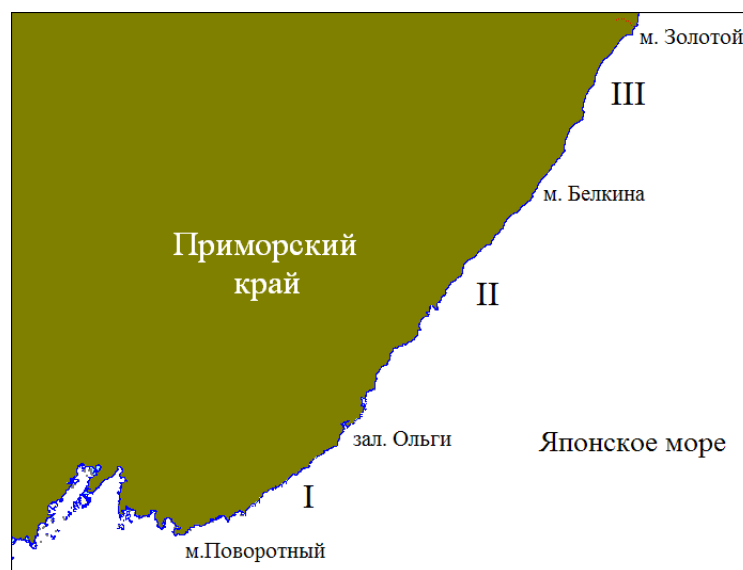 м. Золотой
III
м. Белкина
Приморский
край
II
зал. Ольги
Японское море
I
м.Поворотный